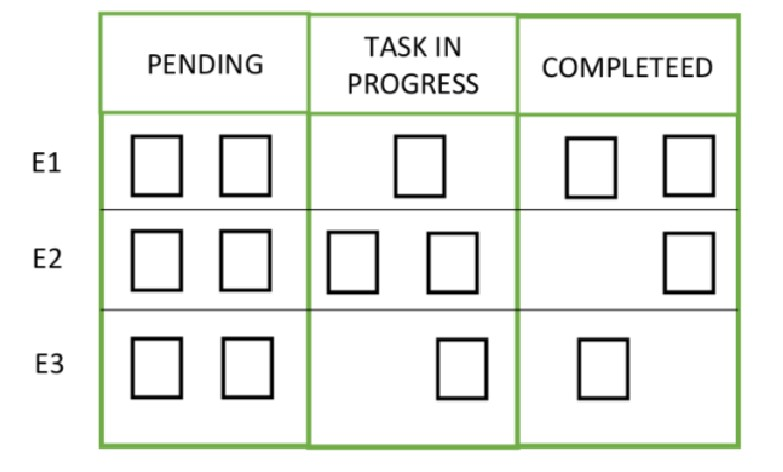 PENDING
TASK IN
PROGRESS
COMPLETEED
E1
E2
E3